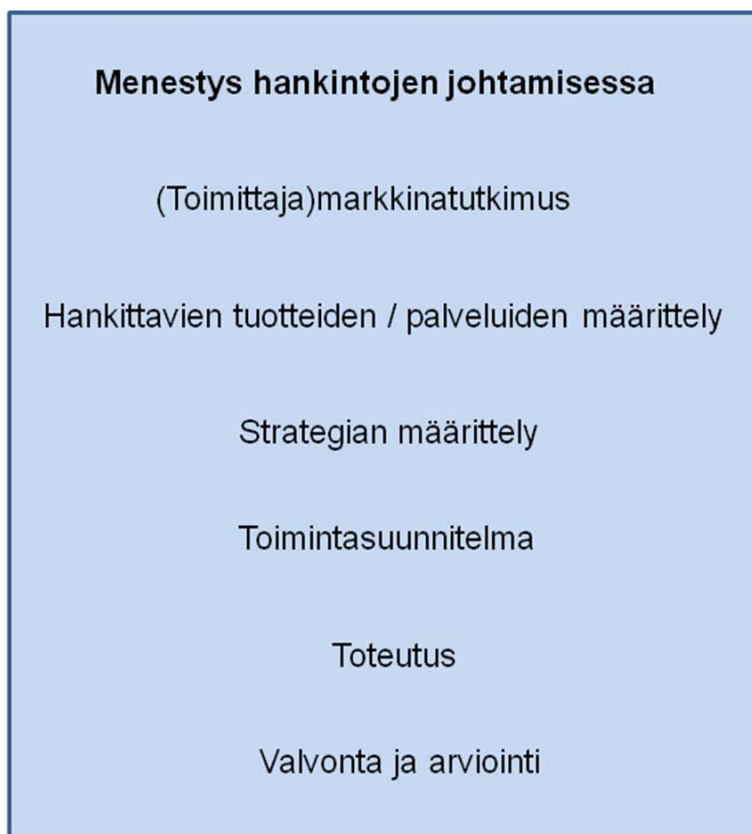 Menestys hankintojen johtamisessa
(Toimittaja)markkinatutkimus
Hankittavien tuotteiden / palveluiden määrittely
Strategian määrittely
Toimintasuunnitelma
Toteutus
Valvonta ja arviointi